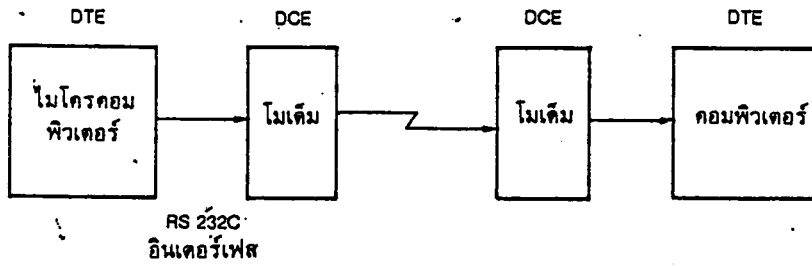 DTE
DCE
DCE
DTE
ไมโครคอม
พิวเตอร์
โมเด็ม
โมเด็ม
คอมพิวเตอร์
RS 232C
อินเตอร์เฟส